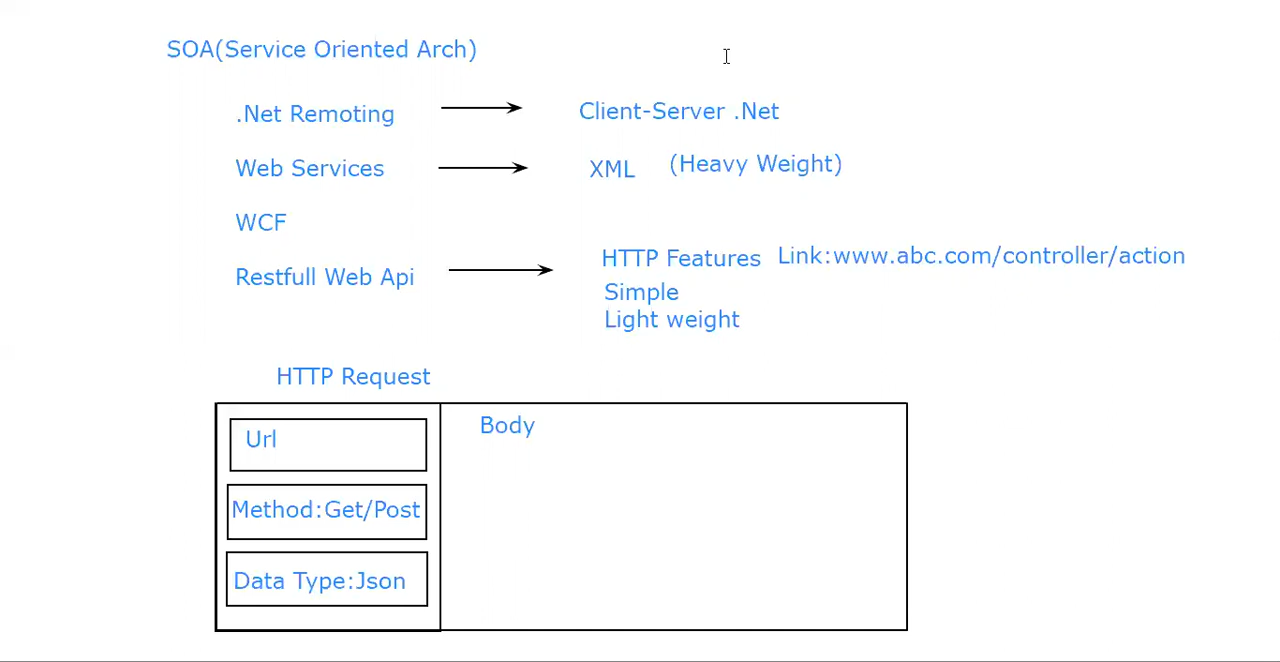 SOA(Service Oriented Arch)
.Net Remoting
Client-Server .Net
Web Services
XML (Heavy Weight)
WCF
Restfull Web Api
HTTP Features Link:www.abc.com/controller/action
Simple
Light weight
HTTP Request
Url
Body
Method:Get/Post
Data Type:Json